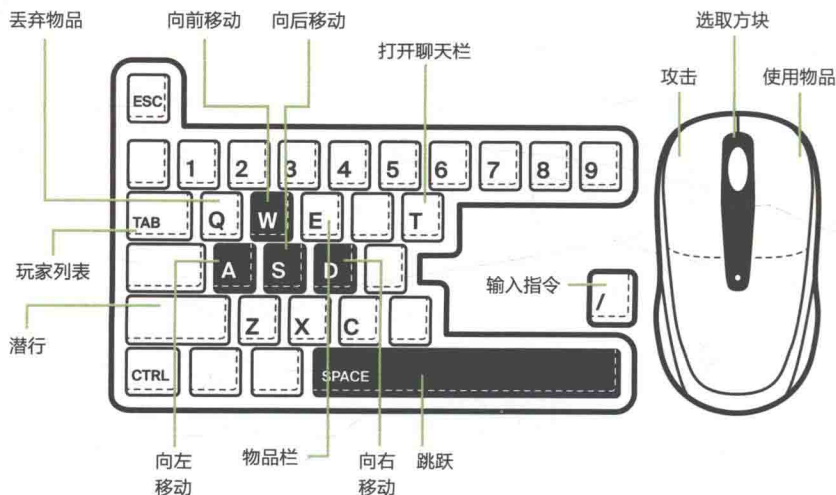 丢弃物品
向前移动
向后移动
打开聊天栏
选取方块
攻击
使用物品
ESC
1 2 3 4 5 6 7 8 9
TAB Q W E T
玩家列表
A S D
输入指令
/
潜行
Z X C
CTRL SPACE
向左
移动
物品栏
向右
移动
跳跃